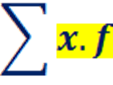 ∑ x. f